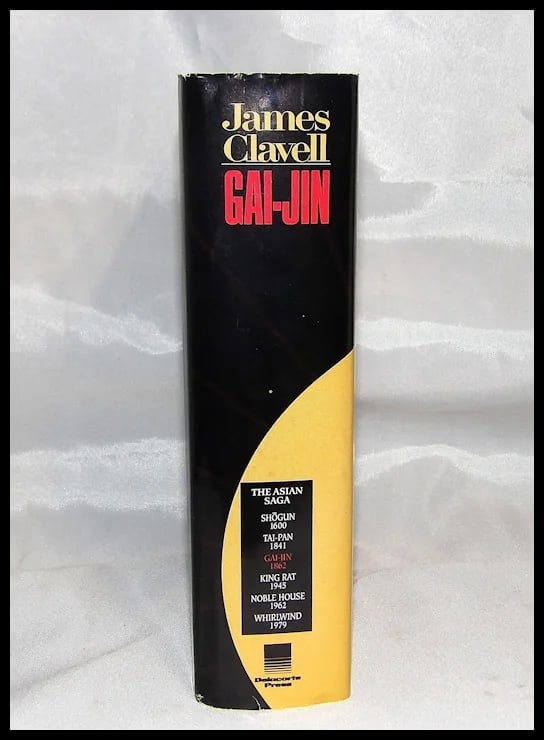 James
Clavell
GAI-JIN
THE ASIAN
SAGA
SHŌGUN
1600
TAI-PAN
1841
GAI-JIN
1862
KING RAT
1945
NOBLE HOUSE
1962
WHIRLWIND
1979
Delacorte
Press